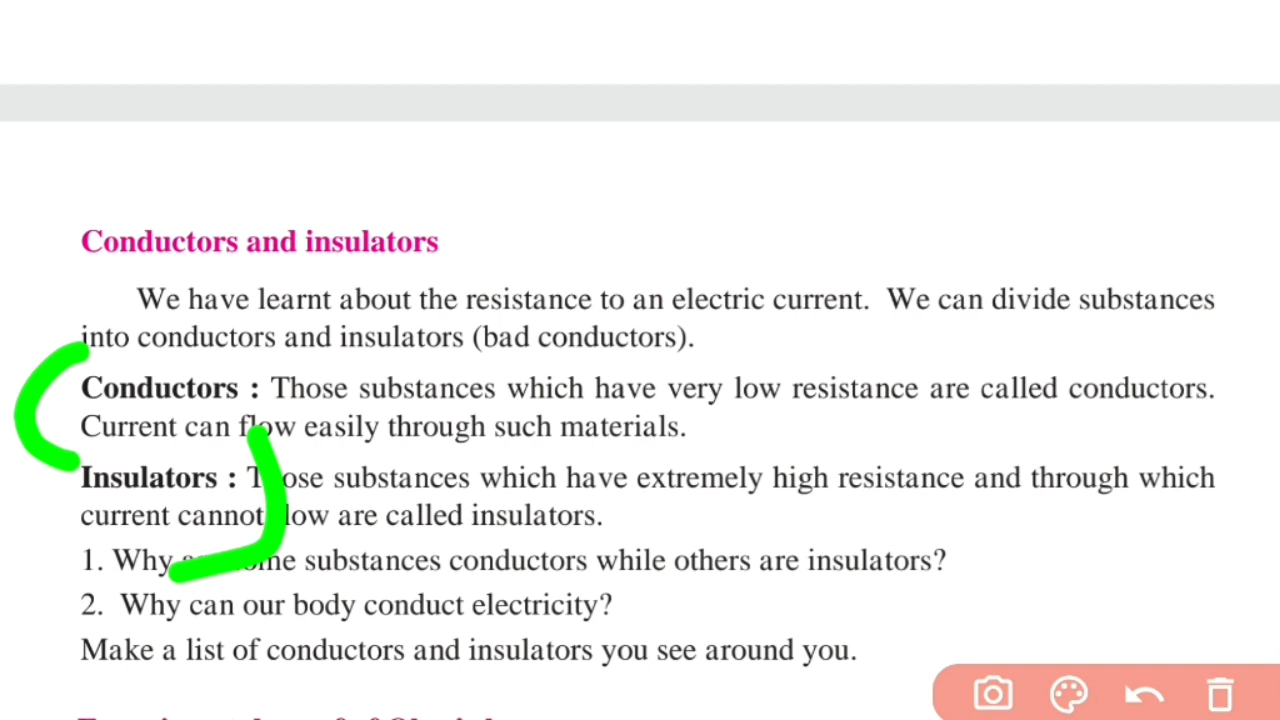 Conductors and insulators
We have learnt about the resistance to an electric current. We can divide substances
into conductors and insulators (bad conductors).
Conductors : Those substances which have very low resistance are called conductors.
Current can flow easily through such materials.
Insulators : Those substances which have extremely high resistance and through which
current cannot flow are called insulators.
1. Why are some substances conductors while others are insulators?
2. Why can our body conduct electricity?
Make a list of conductors and insulators you see around you.